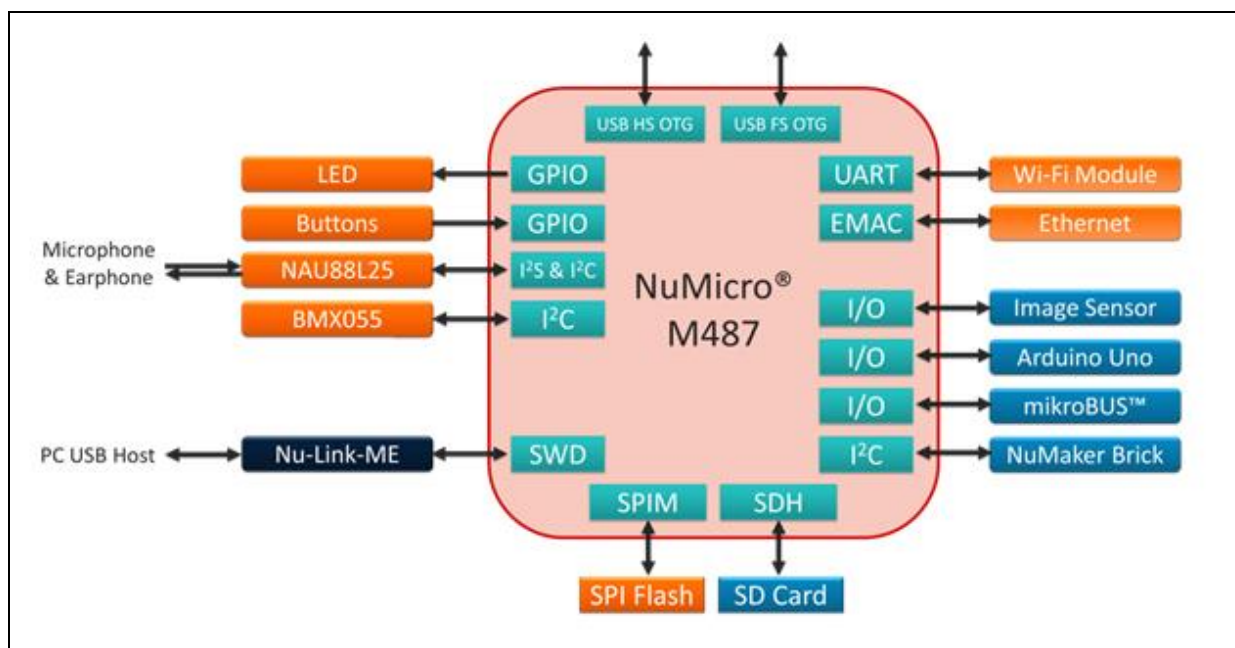 USB HS OTG
USB FS OTG
LED
GPIO
UART
Wi-Fi Module
Buttons
GPIO
EMAC
Ethernet
Microphone
& Earphone
NAU88L25
I²S & I²C
BMX055
I²C
NuMicro®
M487
I/O
Image Sensor
I/O
Arduino Uno
I/O
mikroBUS™
PC USB Host
Nu-Link-ME
SWD
I²C
NuMaker Brick
SPIM
SDH
SPI Flash
SD Card